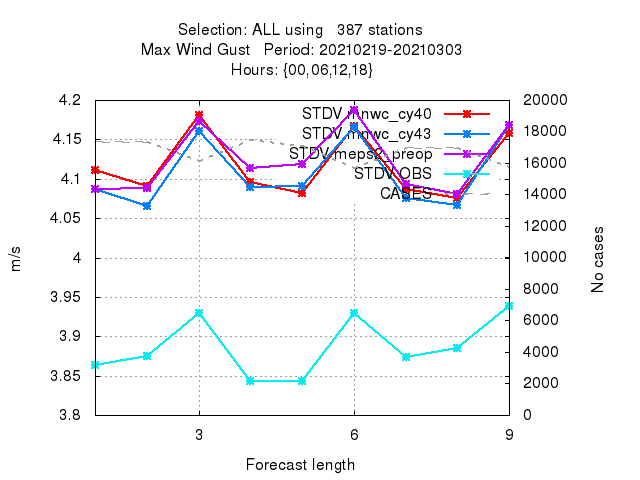 Selection: ALL using 387 stations
Max Wind Gust Period: 20210219-20210303
Hours: {00,06,12,18}
4.2
4.15
4.1
4.05
4
3.95
3.9
3.85
3.8
m/s
STDV mnwc_cy40
STDV mnwc_cy43
STDV
STDV OBS
CASES
20000
18000
16000
14000
12000
10000
8000
6000
4000
2000
0
No cases
3
6
9
Forecast length